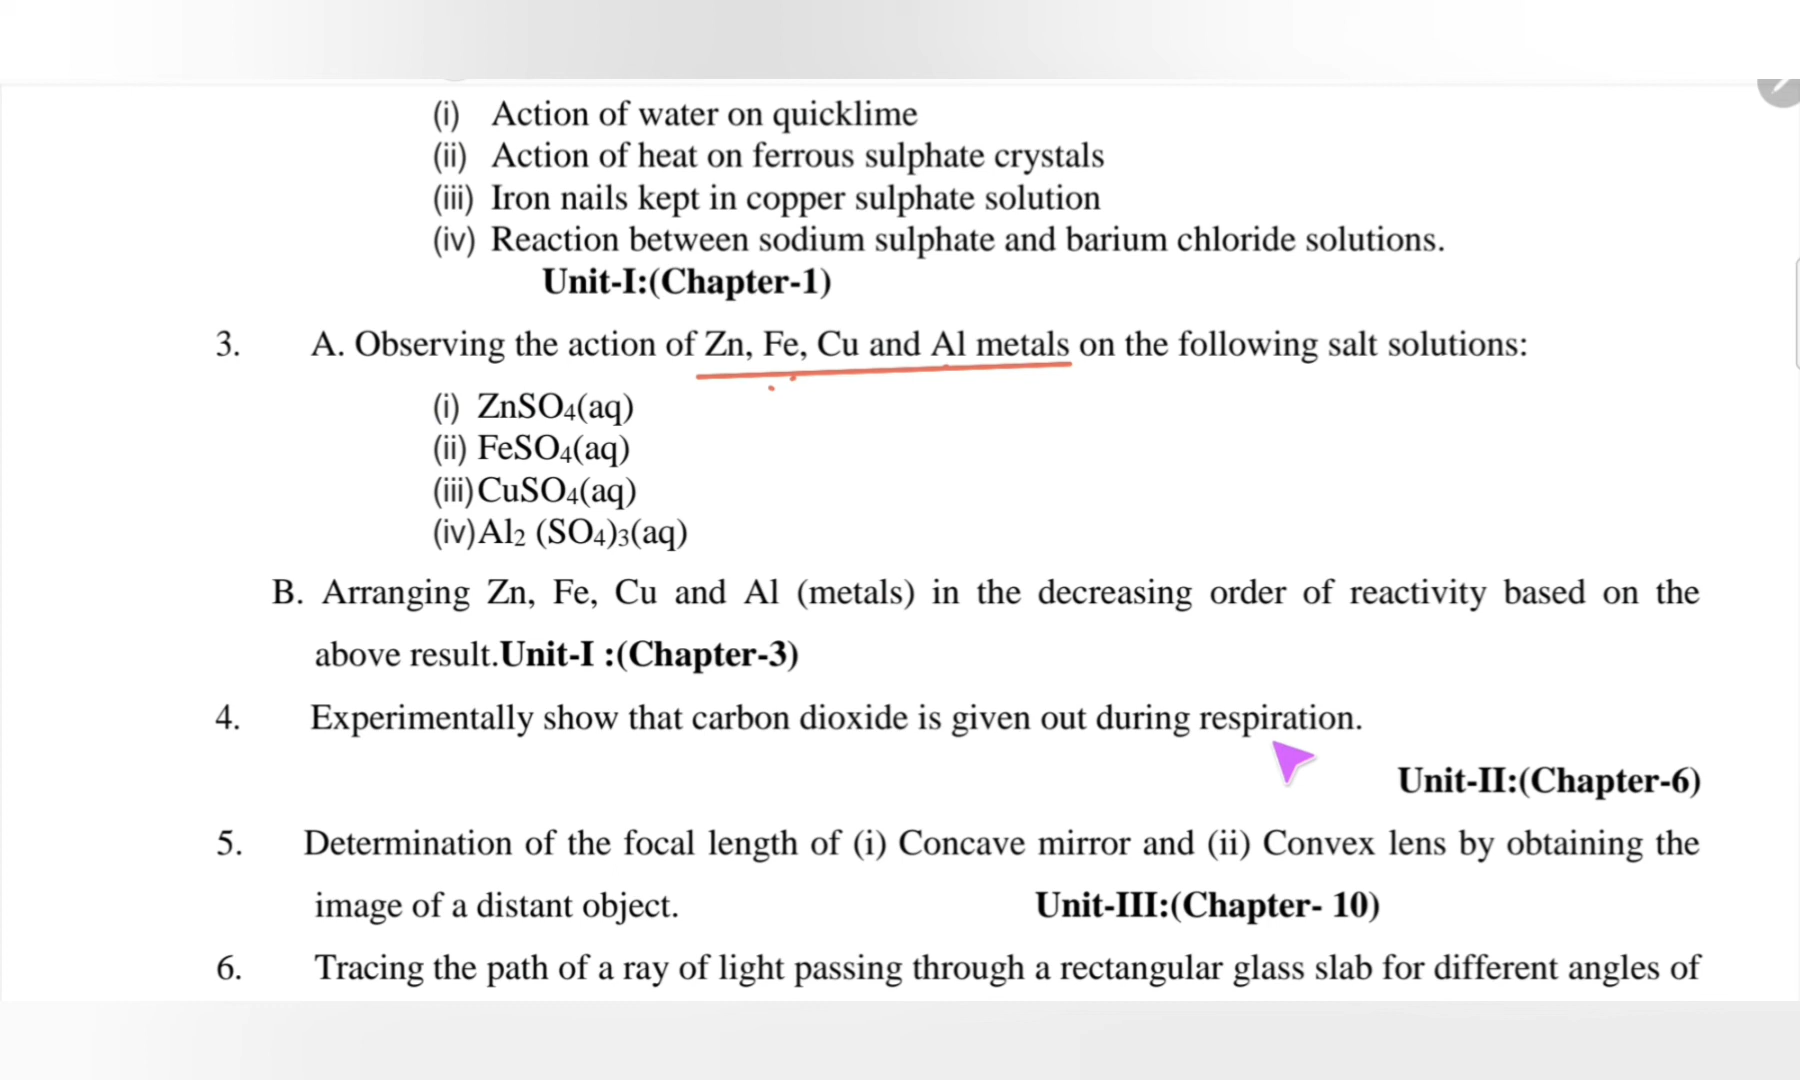 (i) Action of water on quicklime
(ii) Action of heat on ferrous sulphate crystals
(iii) Iron nails kept in copper sulphate solution
(iv) Reaction between sodium sulphate and barium chloride solutions.
Unit-I:(Chapter-1)
3. A. Observing the action of Zn, Fe, Cu and Al metals on the following salt solutions:
(i) ZnSO4(aq)
(ii) FeSO4(aq)
(iii) CuSO4(aq)
(iv) Al2 (SO4)3(aq)
B. Arranging Zn, Fe, Cu and Al (metals) in the decreasing order of reactivity based on the
above result.Unit-I :(Chapter-3)
4. Experimentally show that carbon dioxide is given out during respiration.
Unit-II:(Chapter-6)
5. Determination of the focal length of (i) Concave mirror and (ii) Convex lens by obtaining the
image of a distant object. Unit-III:(Chapter- 10)
6. Tracing the path of a ray of light passing through a rectangular glass slab for different angles of